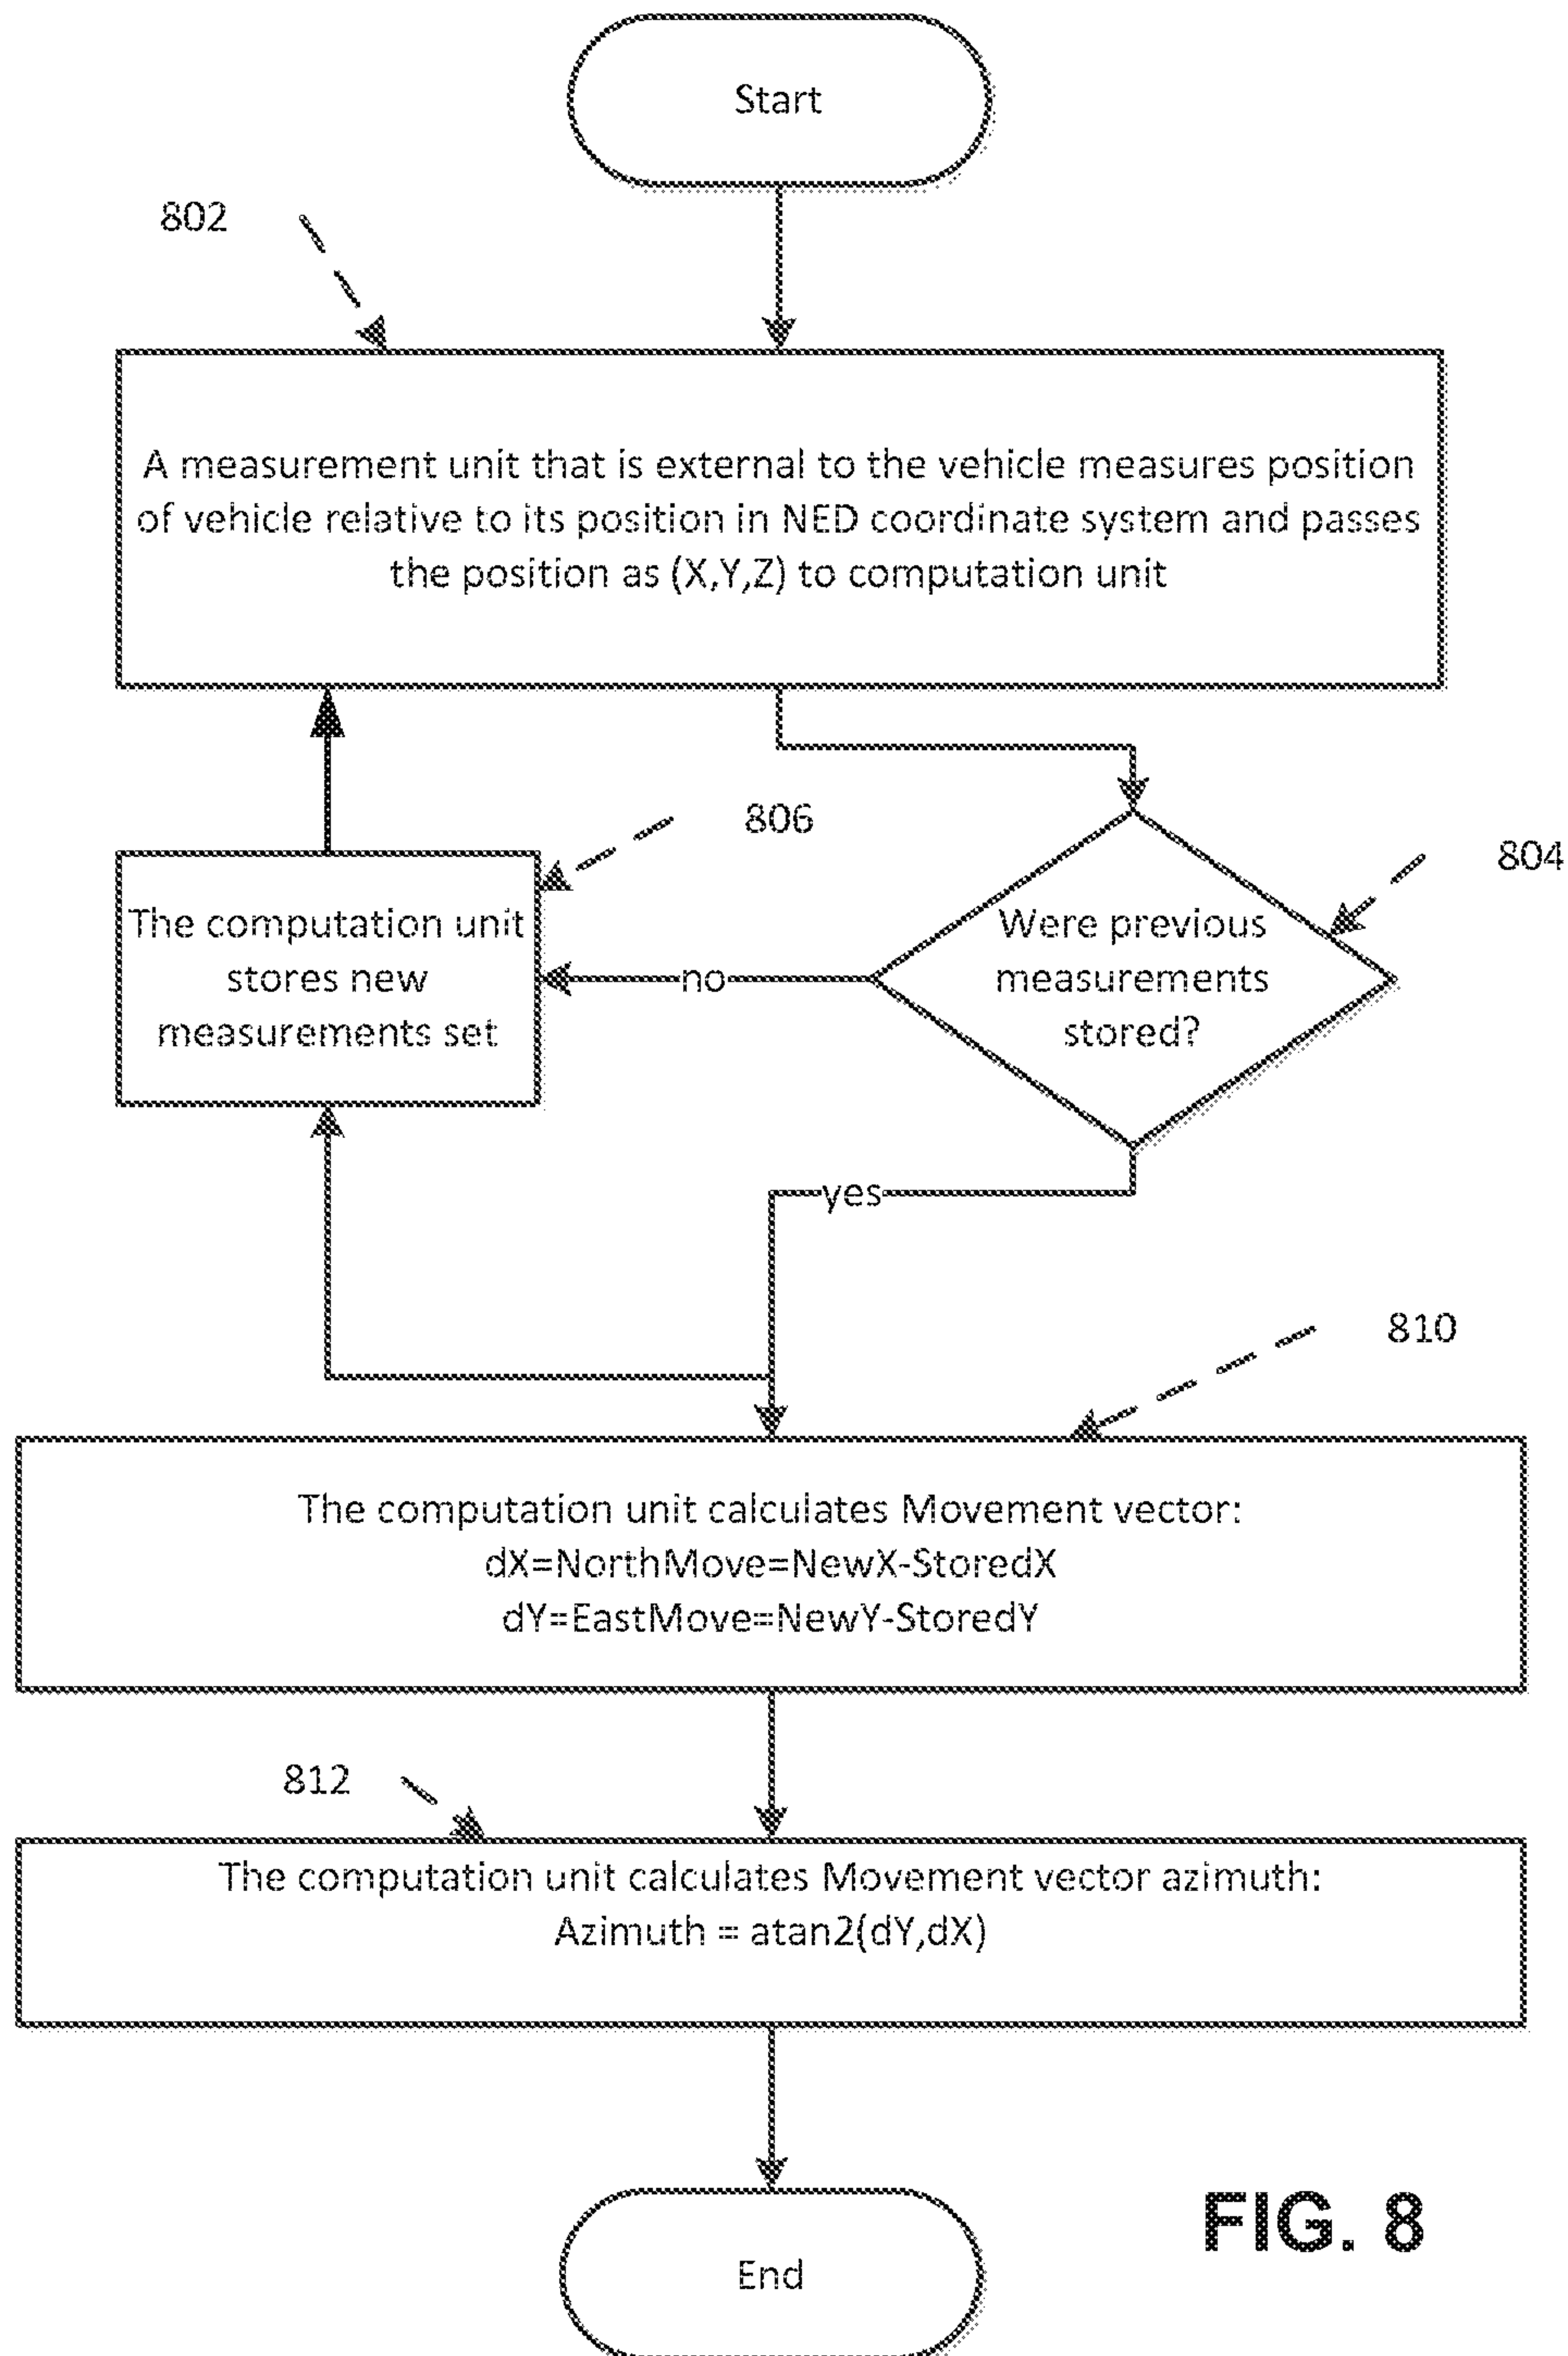 Start
802
A measurement unit that is external to the vehicle measures position
of vehicle relative to its position in NED coordinate system and passes
the position as (X,Y,Z) to computation unit
806
804
The computation unit
stores new
measurements set
no
Were previous
measurements
stored?
yes
810
The computation unit calculates Movement vector:
dX=NorthMove=NewX-StoredX
dY=EastMove=NewY-StoredY
812
The computation unit calculates Movement vector azimuth:
Azimuth = atan2(dY,dX)
FIG. 8
End